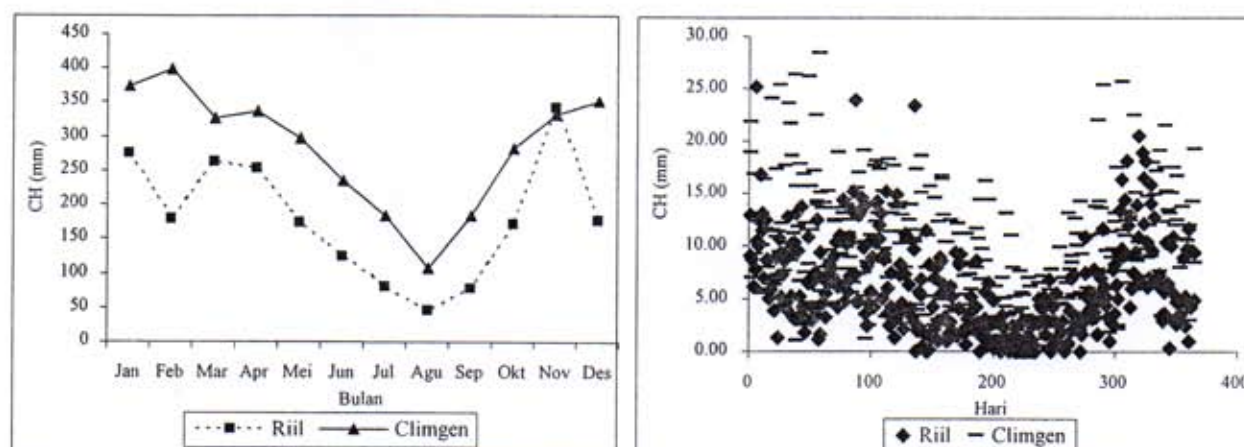 CH (mm)
450
400
350
300
250
200
150
100
50
0
Jan Feb Mar Apr Mei Jun Jul Agu Sep Okt Nov Des
Bulan
Riil Climgen
CH (mm)
30.00
25.00
20.00
15.00
10.00
5.00
0.00
0 100 200 300 400
Hari
Riil Climgen